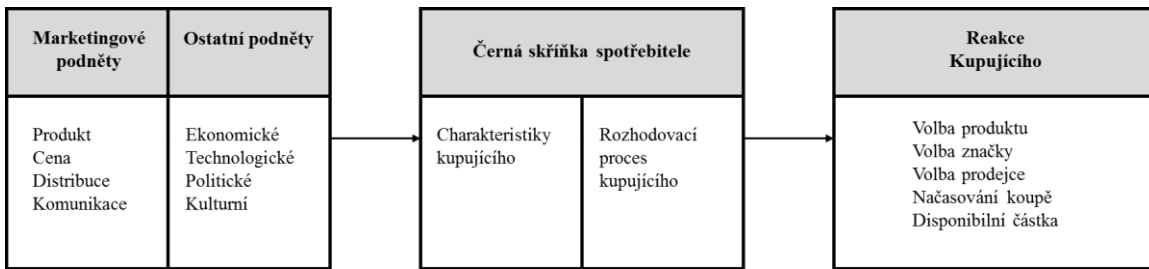 Marketingové
podněty
Ostatní podněty
Černá skříňka spotřebitele
Reakce
Kupujícího
Produkt
Cena
Distribuce
Komunikace
Ekonomické
Technologické
Politické
Kulturní
Charakteristiky
kupujícího
Rozhodovací
proces
kupujícího
Volba produktu
Volba značky
Volba prodejce
Načasování koupě
Disponibilní částka